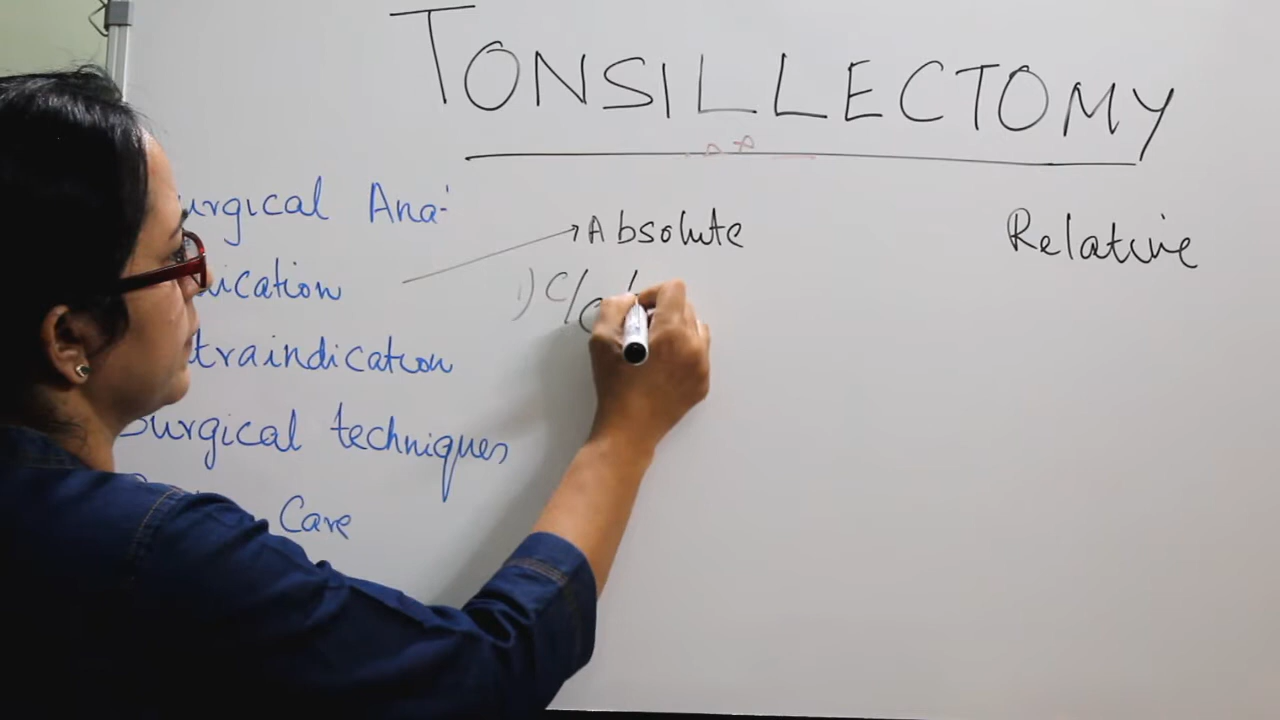 TONSILLECTOMY
urgical Ana-
ication → Absolute Relative
1) C/c
traindication
Surgical techniques
Care